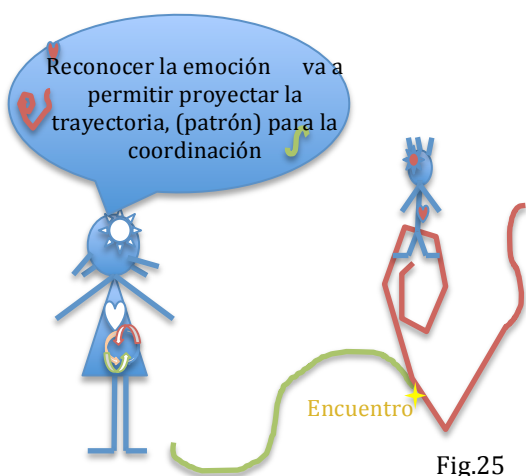 Reconocer la emoción va a
permitir proyectar la
trayectoria, (patrón) para la
coordinación
Encuentro
Fig.25